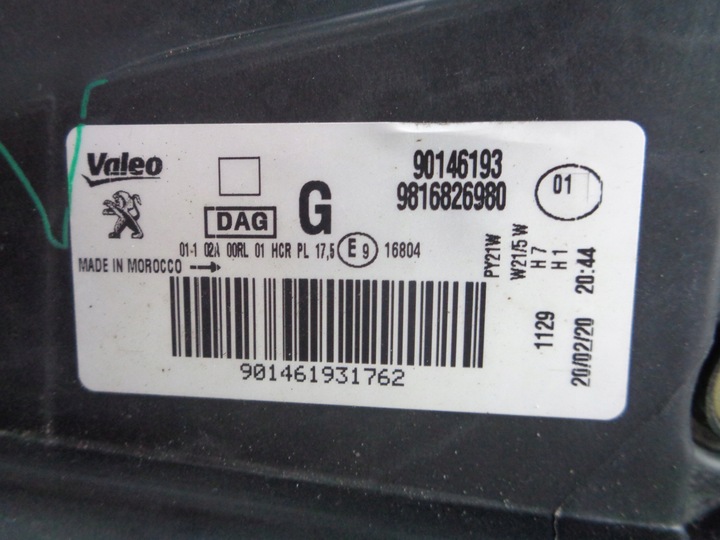 Valeo
90146193
9816826980
01
DAG
G
01-1 02A 00RL 01 HCR PL 17,5 E9 16804
MADE IN MOROCCO
PY21W
W21/5W
H7
H1
1129
20/02/20 20:44
901461931762